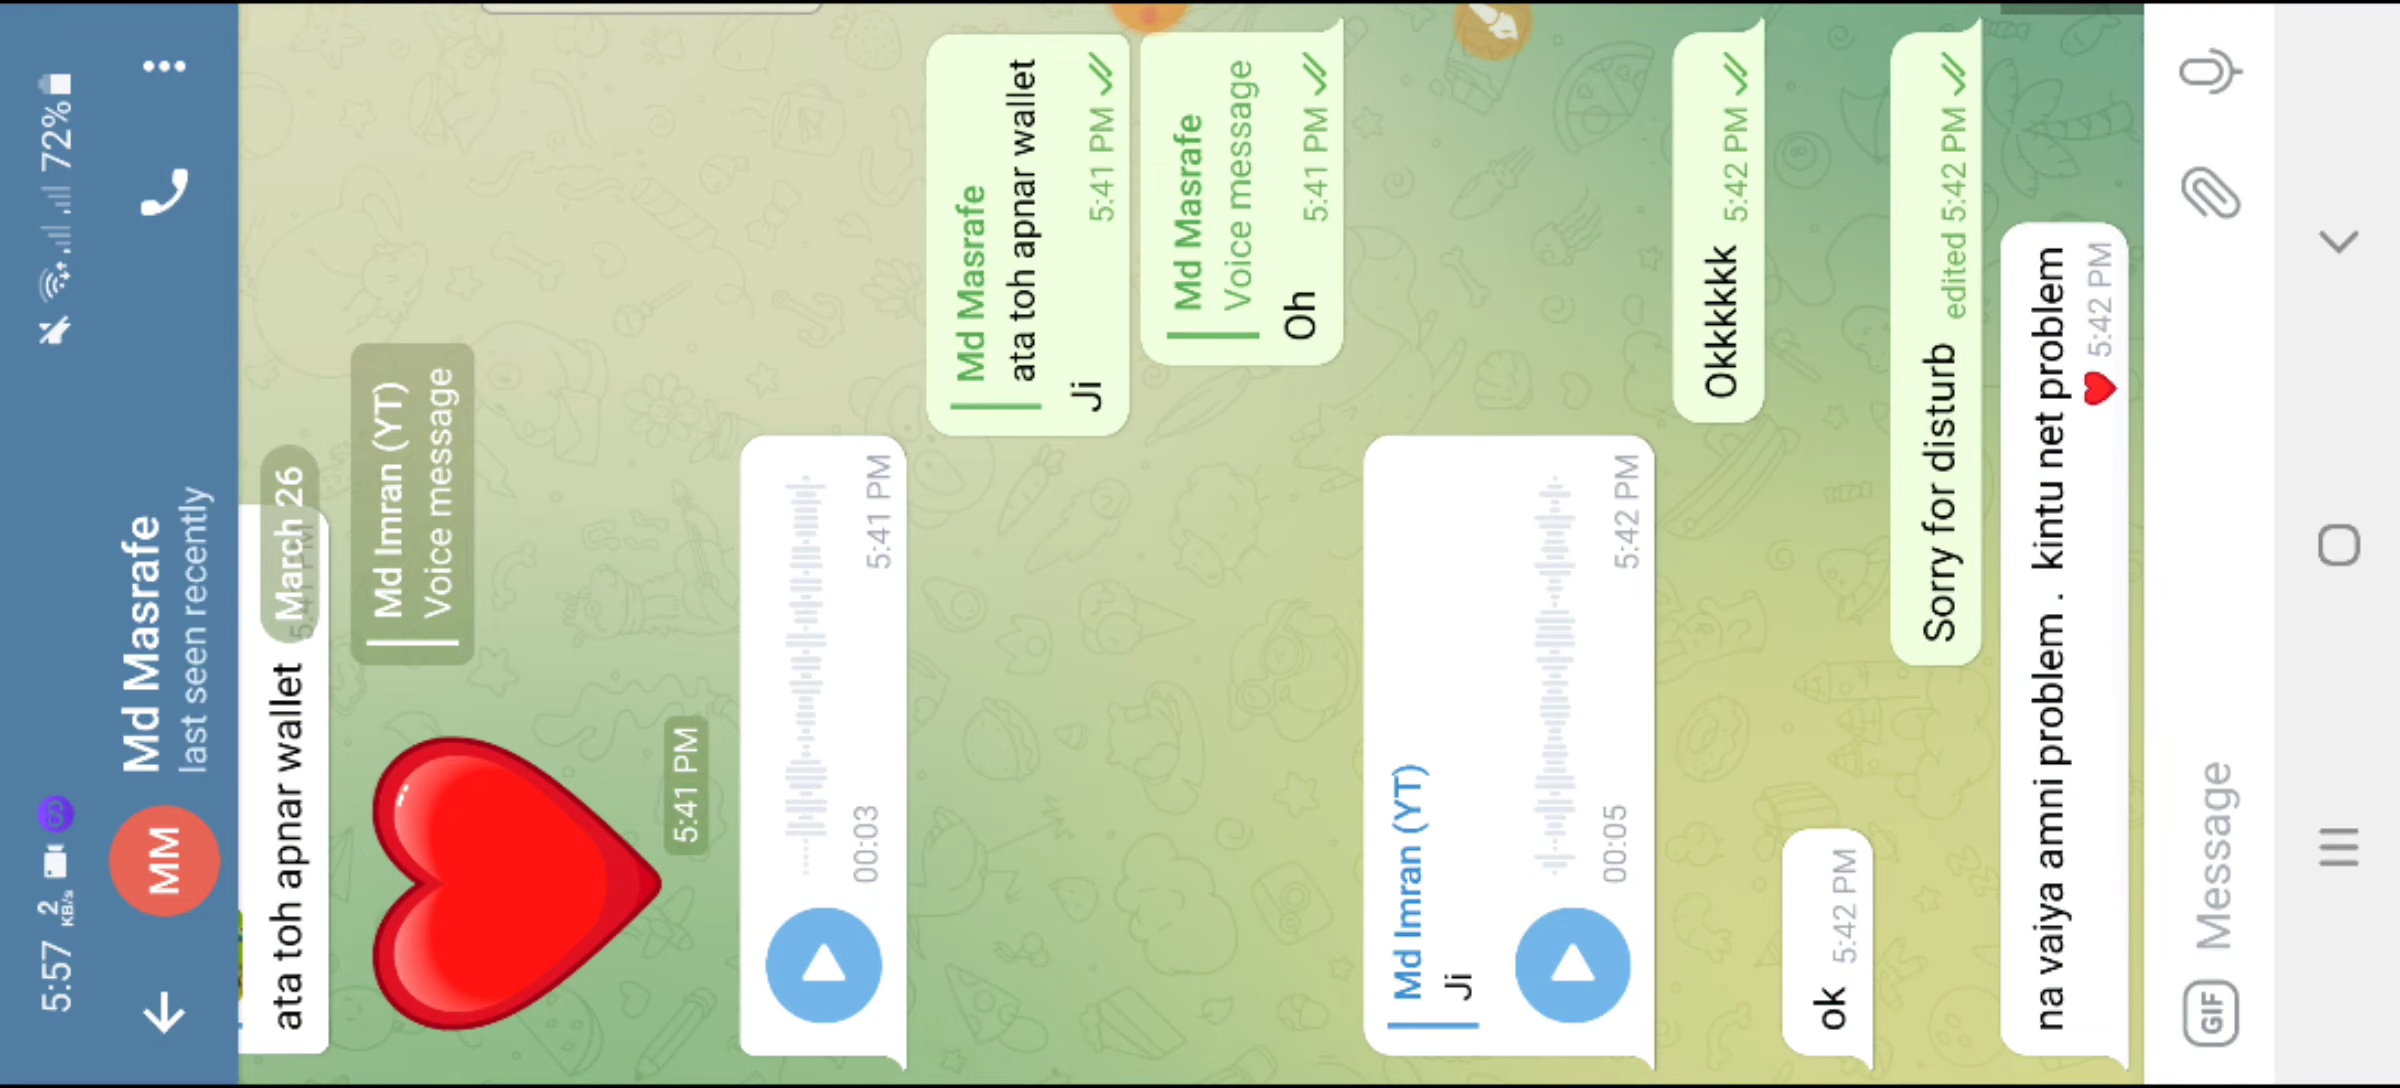 5:57 2 KB/s 72%
MM Md Masrafe
last seen recently
March 26
ata toh apnar wallet
Md Imran (YT)
Voice message
5:41 PM
00:03 5:41 PM
Md Masrafe
ata toh apnar wallet
Ji 5:41 PM
Md Masrafe
Voice message
Oh 5:41 PM
Md Imran (YT)
Ji
00:05 5:42 PM
Okkkkkk 5:42 PM
ok 5:42 PM
Sorry for disturb edited 5:42 PM
na vaiya amni problem . kintu net problem
❤ 5:42 PM
GIF Message